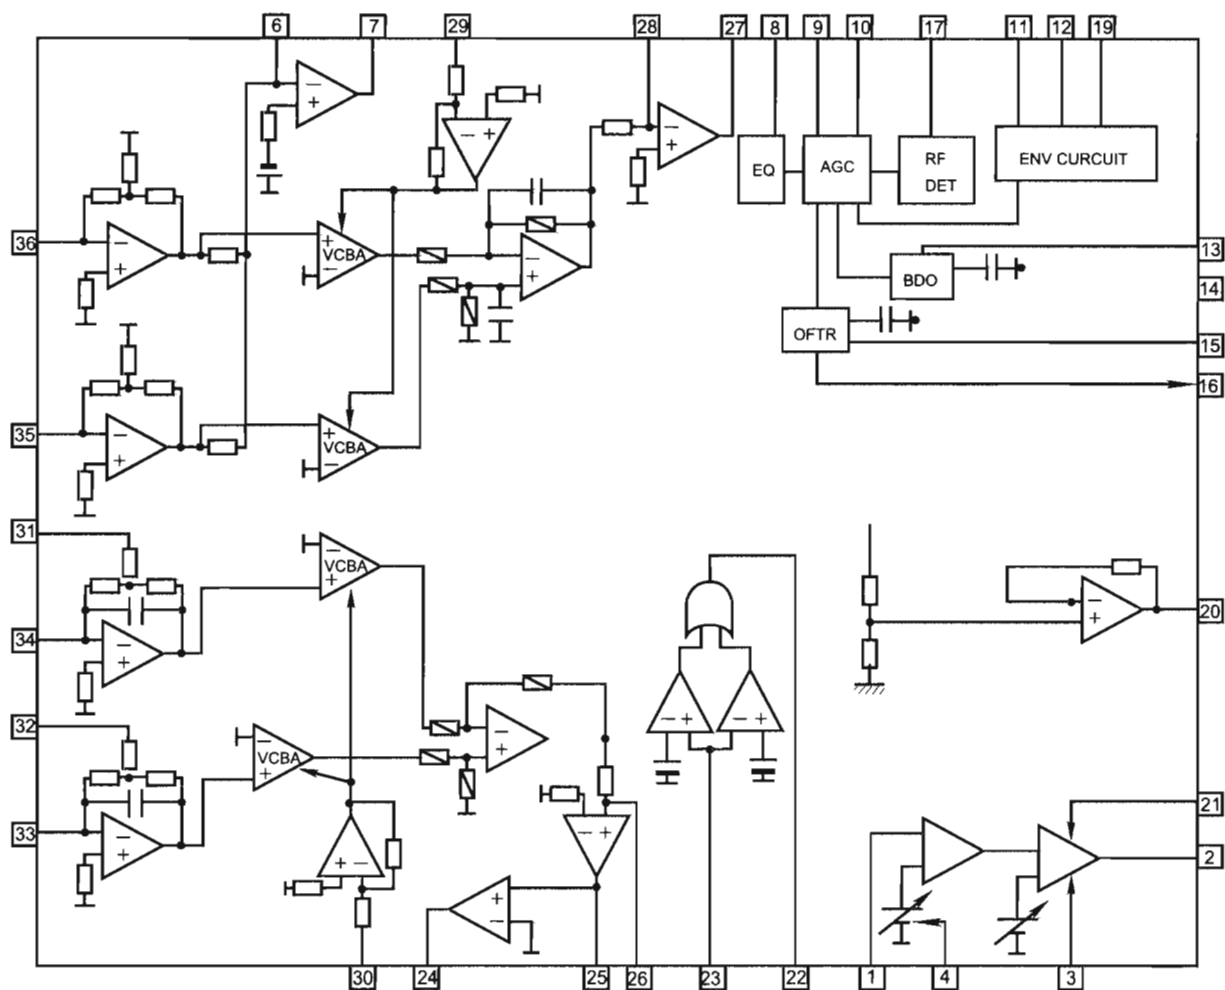 6 7 29 28 27 8 9 10 17 11 12 19
− +
− +
− +
EQ AGC RF DET ENV CURCUIT
36 − +
+ VCBA −
− +
13
BDO
14
OFTR
15
16
35 − +
+ VCBA −
31
− VCBA +
34 − +
− +
20
32
− VCBA +
− +
− + − +
33 − +
+ −
− +
21
2
+ −
30 24 25 26 23 22 1 4 3